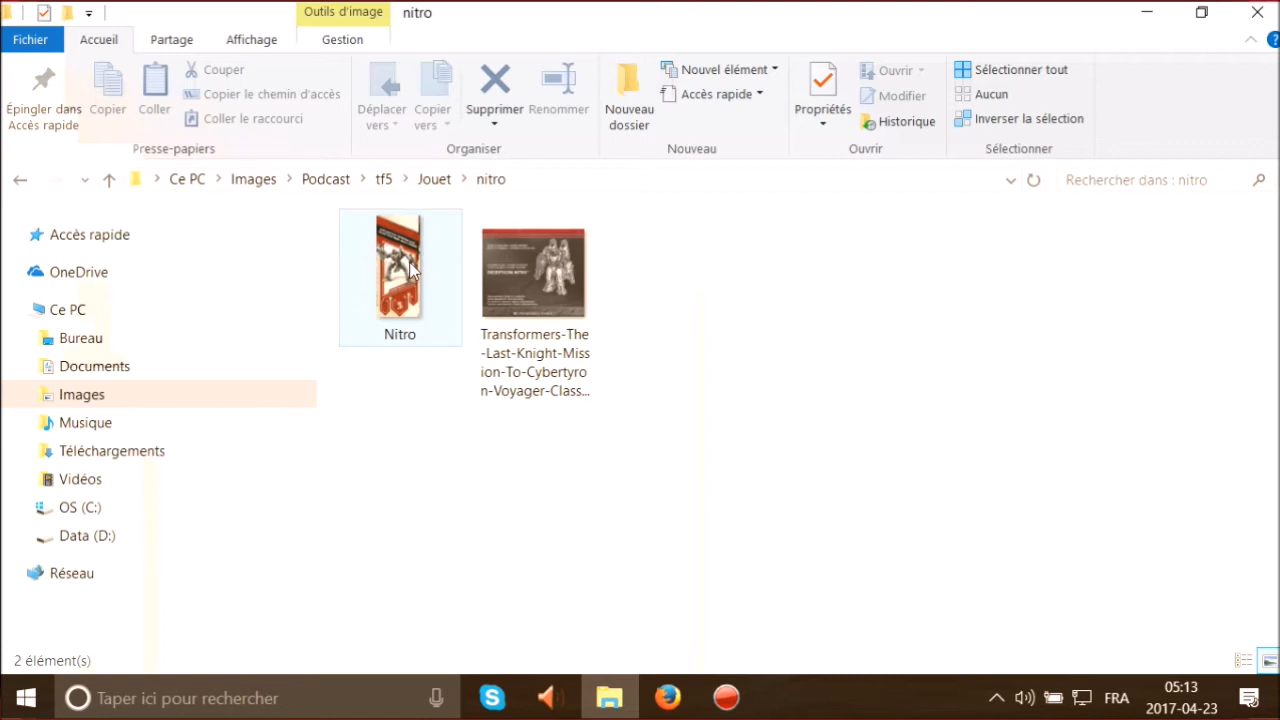 Outils d'image
nitro
Fichier
Accueil
Partage
Affichage
Gestion
Épingler dans
Accès rapide
Copier
Coller
Couper
Copier le chemin d'accès
Coller le raccourci
Presse-papiers
Déplacer
vers
Copier
vers
Supprimer
Renommer
Organiser
Nouveau
dossier
Nouvel élément
Accès rapide
Nouveau
Propriétés
Ouvrir
Modifier
Historique
Ouvrir
Sélectionner tout
Aucun
Inverser la sélection
Sélectionner
Ce PC
Images
Podcast
tf5
Jouet
nitro
Rechercher dans : nitro
Accès rapide
OneDrive
Ce PC
Bureau
Documents
Images
Musique
Téléchargements
Vidéos
OS (C:)
Data (D:)
Réseau
Nitro
Transformers-The
-Last-Knight-Miss
ion-To-Cybertyro
n-Voyager-Class...
2 élément(s)
Taper ici pour rechercher
FRA
05:13
2017-04-23